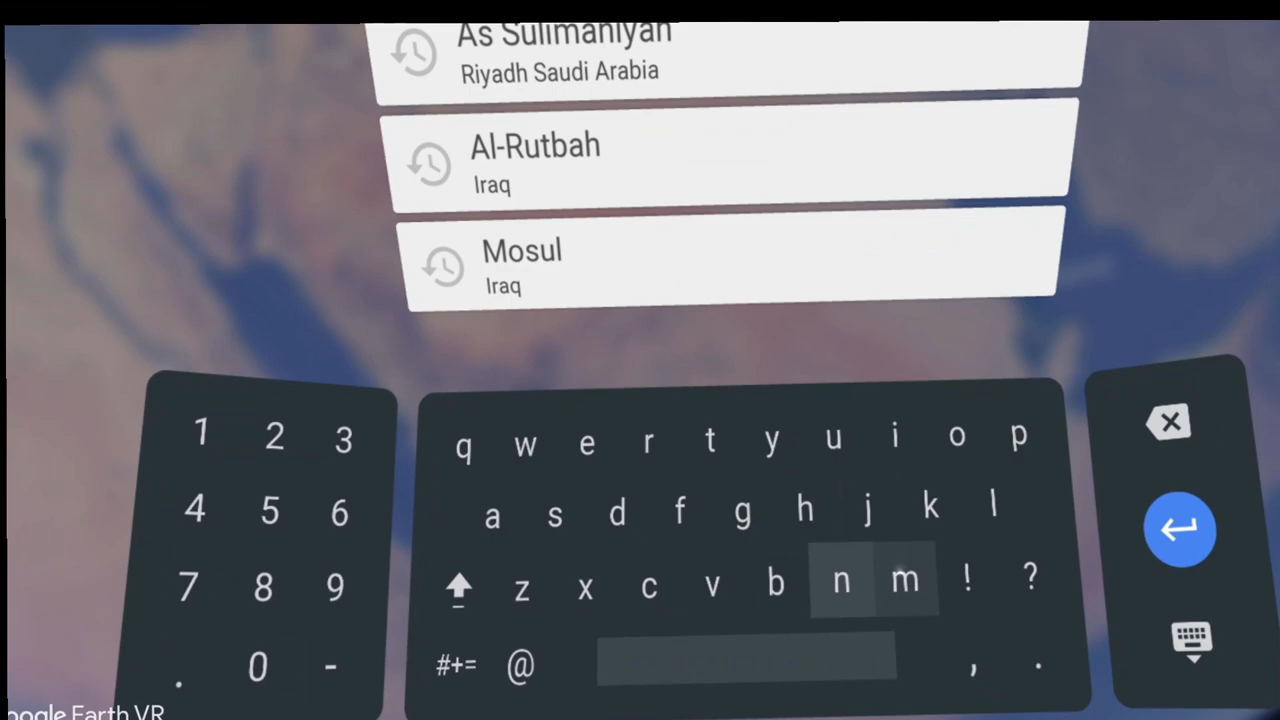 As Sulimaniyah
Riyadh Saudi Arabia
Al-Rutbah
Iraq
Mosul
Iraq
1 2 3
4 5 6
7 8 9
. 0 -
q w e r t y u i o p
a s d f g h j k l
z x c v b n m ! ?
#+= @ , .
oogle Earth VR